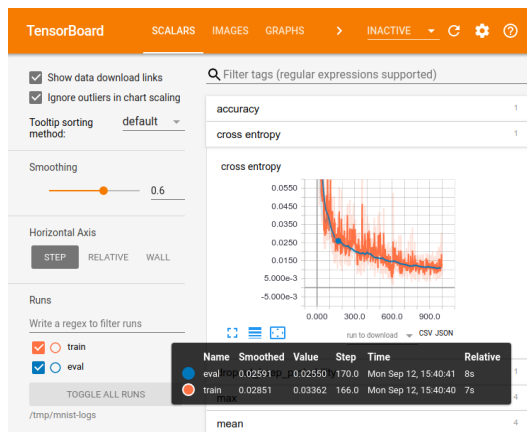 TensorBoard SCALARS IMAGES GRAPHS INACTIVE
Show data download links
Ignore outliers in chart scaling
Tooltip sorting method: default
Smoothing
0.6
Horizontal Axis
STEP RELATIVE WALL
Runs
Write a regex to filter runs
train
eval
TOGGLE ALL RUNS
/tmp/mnist-logs
Filter tags (regular expressions supported)
accuracy 1
cross entropy 1
cross entropy
0.0550
0.0450
0.0350
0.0250
0.0150
5.000e-3
-5.000e-3
0.000 300.0 600.0 900.0
run to download CSV JSON
Name Smoothed Value Step Time Relative
eval 0.02591 0.02550 170.0 Mon Sep 12, 15:40:41 8s
train 0.02851 0.03362 166.0 Mon Sep 12, 15:40:40 7s
1
max 4
mean 4